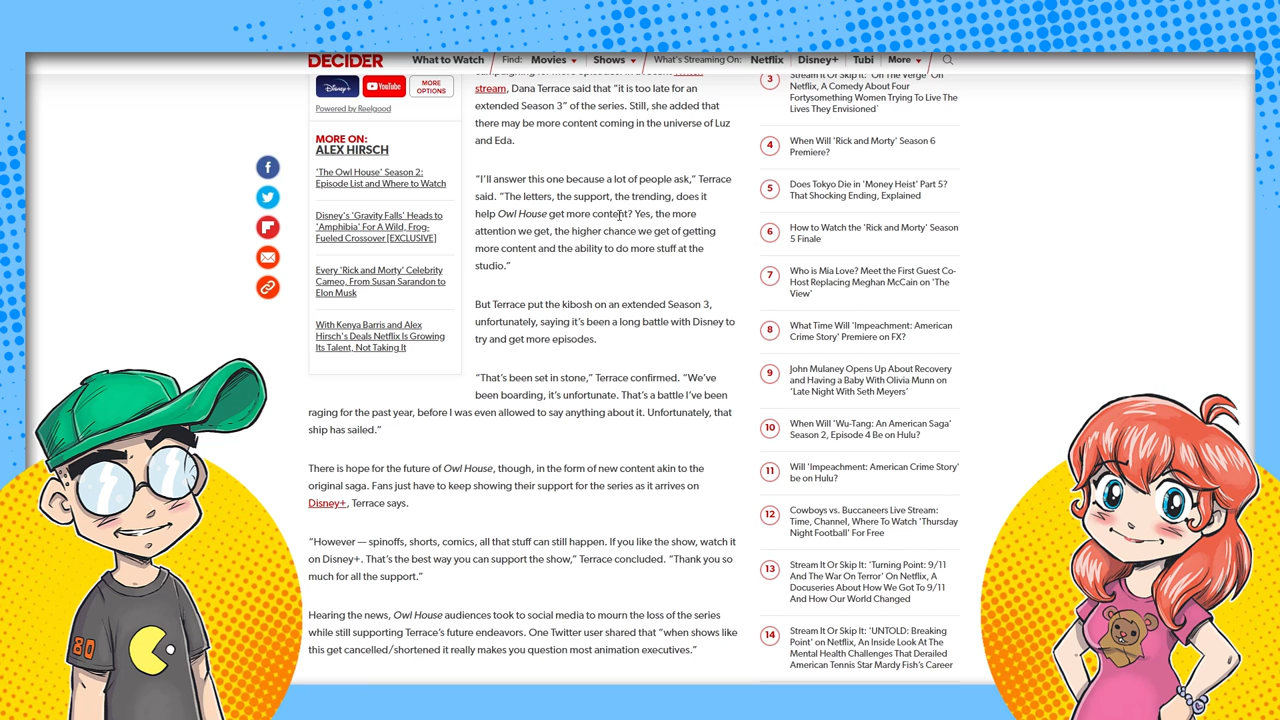 DECIDER
What to Watch
Find:
Movies
Shows
What's Streaming On:
Netflix
Disney+
Tubi
More
Disney+
YouTube
MORE
OPTIONS
Powered by Reelgood
MORE ON:
ALEX HIRSCH
'The Owl House' Season 2:
Episode List and Where to Watch
Disney's 'Gravity Falls' Heads to
'Amphibia' For A Wild, Frog-
Fueled Crossover [EXCLUSIVE]
Every 'Rick and Morty' Celebrity
Cameo, From Susan Sarandon to
Elon Musk
With Kenya Barris and Alex
Hirsch's Deals Netflix Is Growing
Its Talent, Not Taking It
stream, Dana Terrace said that “it is too late for an
extended Season 3” of the series. Still, she added that
there may be more content coming in the universe of Luz
and Eda.
“I'll answer this one because a lot of people ask,” Terrace
said. “The letters, the support, the trending, does it
help Owl House get more content? Yes, the more
attention we get, the higher chance we get of getting
more content and the ability to do more stuff at the
studio.”
But Terrace put the kibosh on an extended Season 3,
unfortunately, saying it's been a long battle with Disney to
try and get more episodes.
“That's been set in stone,” Terrace confirmed. “We've
been boarding, it's unfortunate. That's a battle I've been
raging for the past year, before I was even allowed to say anything about it. Unfortunately, that
ship has sailed.”
There is hope for the future of Owl House, though, in the form of new content akin to the
original saga. Fans just have to keep showing their support for the series as it arrives on
Disney+, Terrace says.
“However — spinoffs, shorts, comics, all that stuff can still happen. If you like the show, watch it
on Disney+. That's the best way you can support the show,” Terrace concluded. “Thank you so
much for all the support.”
Hearing the news, Owl House audiences took to social media to mourn the loss of the series
while still supporting Terrace's future endeavors. One Twitter user shared that “when shows like
this get cancelled/shortened it really makes you question most animation executives.”
3
Stream It Or Skip It: 'On The Verge' On
Netflix, A Comedy About Four
Fortysomething Women Trying To Live The
Lives They Envisioned`
4
When Will 'Rick and Morty' Season 6
Premiere?
5
Does Tokyo Die in 'Money Heist' Part 5?
That Shocking Ending, Explained
6
How to Watch the 'Rick and Morty' Season
5 Finale
7
Who is Mia Love? Meet the First Guest Co-
Host Replacing Meghan McCain on 'The
View'
8
What Time Will 'Impeachment: American
Crime Story' Premiere on FX?
9
John Mulaney Opens Up About Recovery
and Having a Baby With Olivia Munn on
'Late Night With Seth Meyers'
10
When Will 'Wu-Tang: An American Saga'
Season 2, Episode 4 Be on Hulu?
11
Will 'Impeachment: American Crime Story'
be on Hulu?
12
Cowboys vs. Buccaneers Live Stream:
Time, Channel, Where To Watch 'Thursday
Night Football' For Free
13
Stream It Or Skip It: 'Turning Point: 9/11
And The War On Terror' On Netflix, A
Docuseries About How We Got To 9/11
And How Our World Changed
14
Stream It Or Skip It: 'UNTOLD: Breaking
Point' on Netflix, An Inside Look At The
Mental Health Challenges That Derailed
American Tennis Star Mardy Fish's Career
80